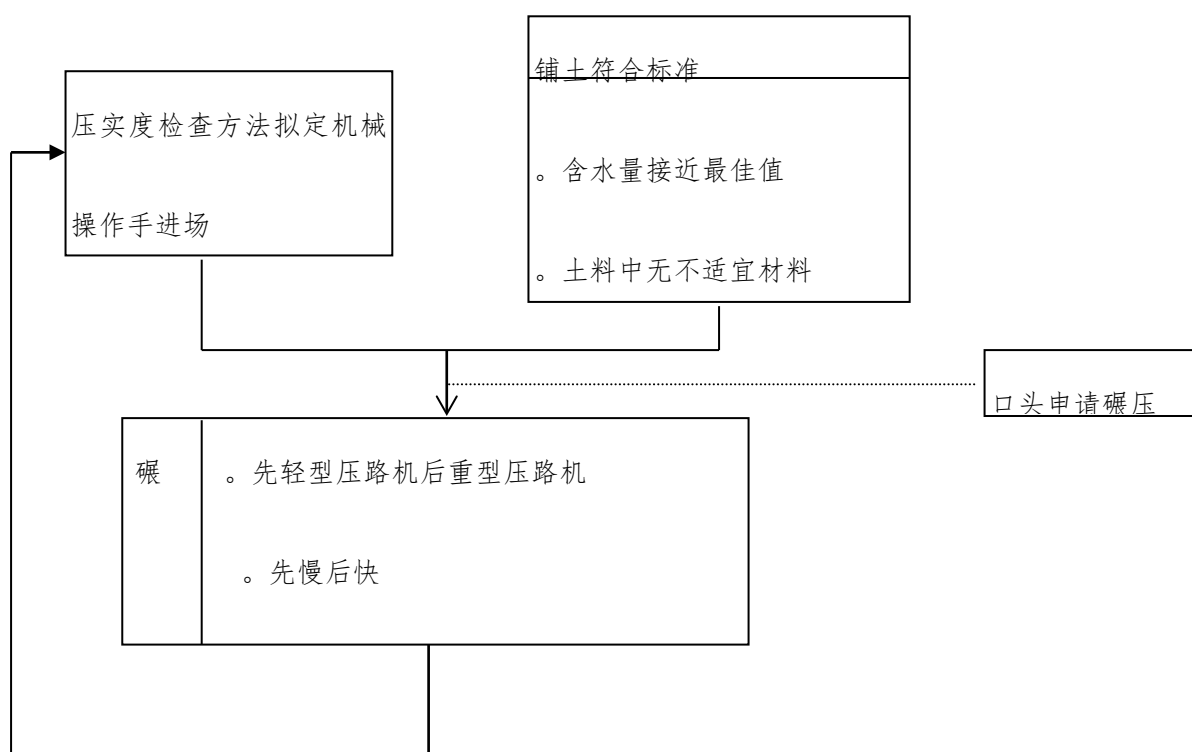 铺土符合标准
压实度检查方法拟定机械
操作手进场
。含水量接近最佳值
。土料中无不适宜材料
口头申请碾压
碾
。先轻型压路机后重型压路机
。先慢后快